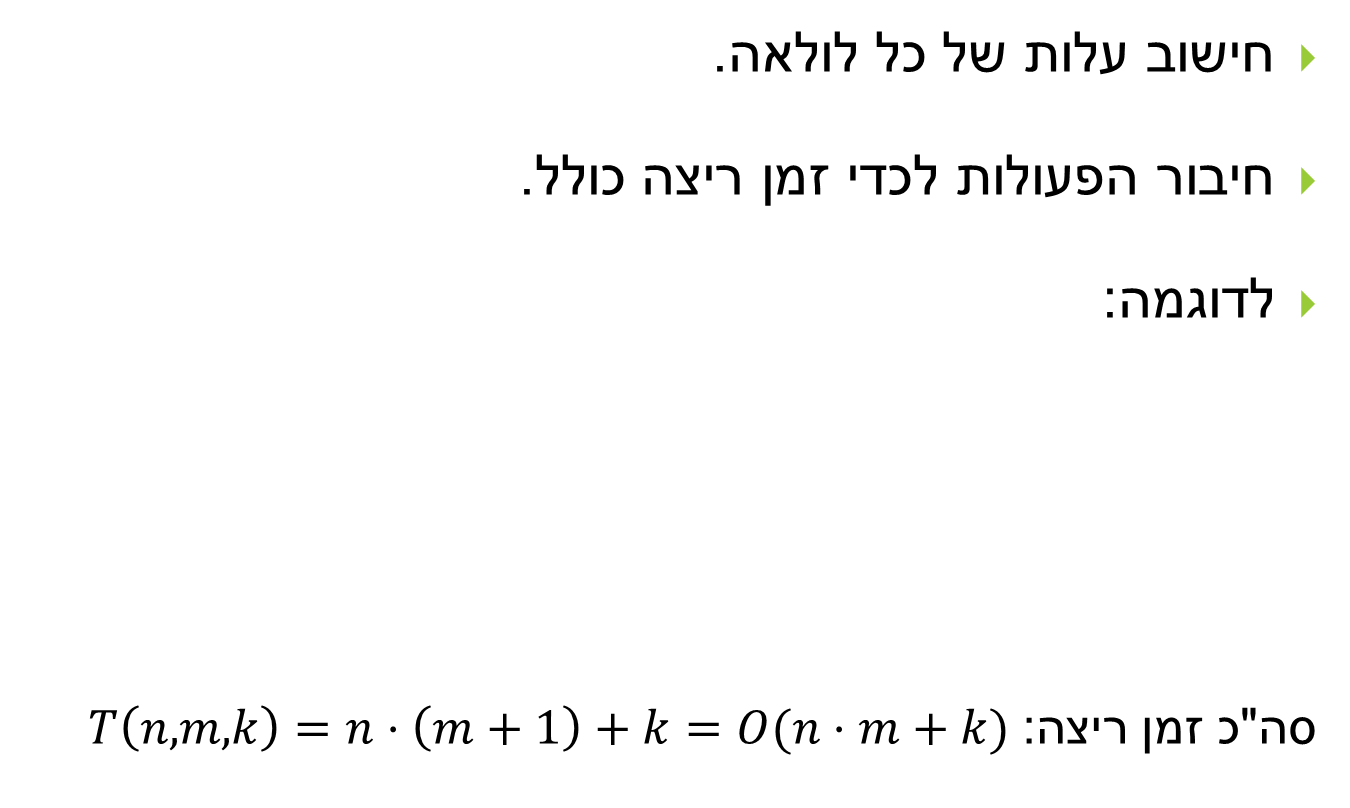 חישוב עלות של כל לולאה.
חיבור הפעולות לכדי זמן ריצה כולל.
לדוגמה:
סה"כ זמן ריצה: T(n,m,k) = n · (m + 1) + k = O(n · m + k)